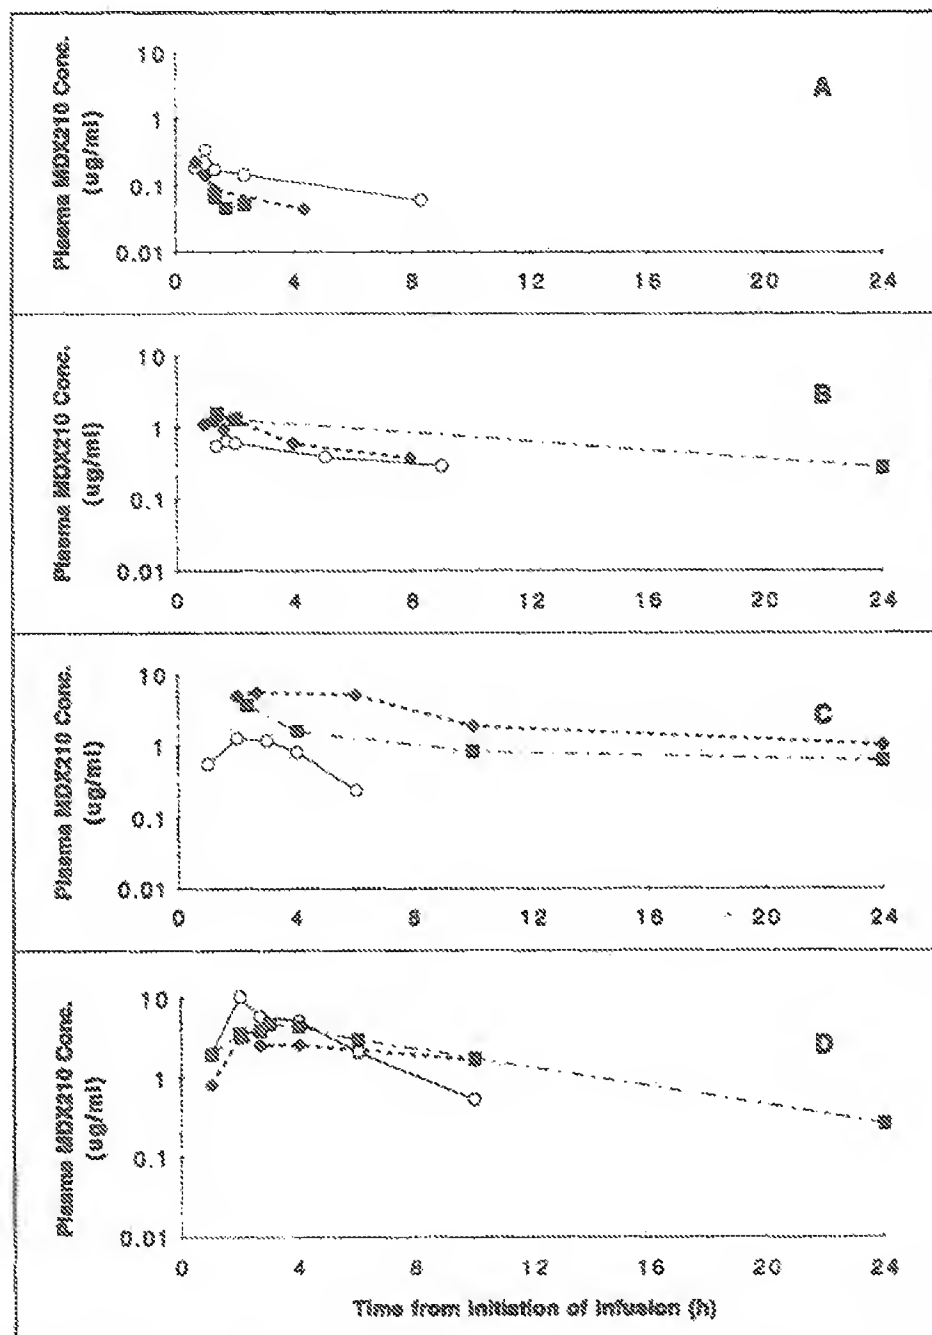 Plasma MDX210 Conc.
(ug/ml)
10
1
0.1
0.01
A
0 4 8 12 16 20 24
Plasma MDX210 Conc.
(ug/ml)
10
1
0.1
0.01
B
0 4 8 12 16 20 24
Plasma MDX210 Conc.
(ug/ml)
10
1
0.1
0.01
C
0 4 8 12 16 20 24
Plasma MDX210 Conc.
(ug/ml)
10
1
0.1
0.01
D
0 4 8 12 16 20 24
Time from initiation of infusion (h)